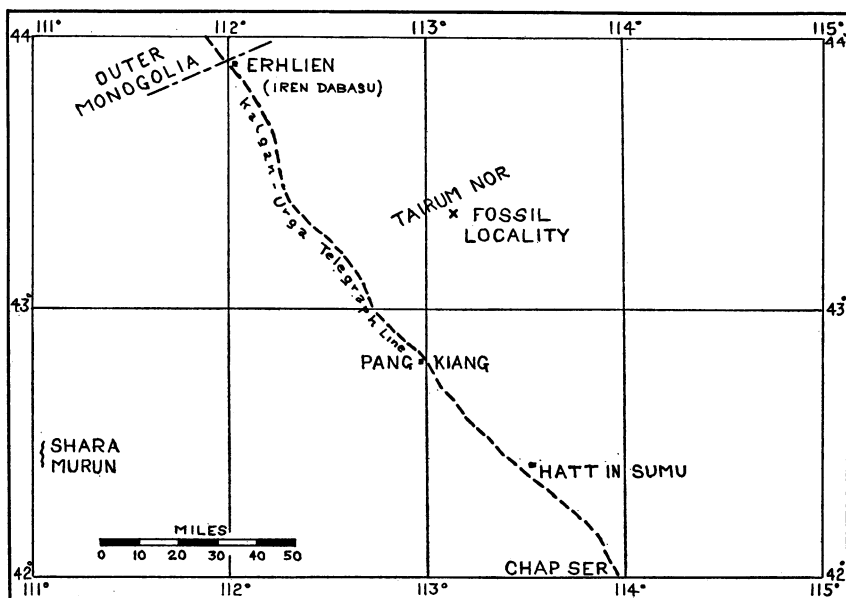 111° 112° 113° 114° 115°
44° 44°
OUTER
MONOGOLIA
ERHLIEN
(IREN DABASU)
Kalgan - Urga Telegraph Line
TAIRUM NOR
x FOSSIL
LOCALITY
43° 43°
PANG KIANG
SHARA
MURUN
HATT IN SUMU
MILES
0 10 20 30 40 50
CHAP SER
42° 42°
111° 112° 113° 114° 115°